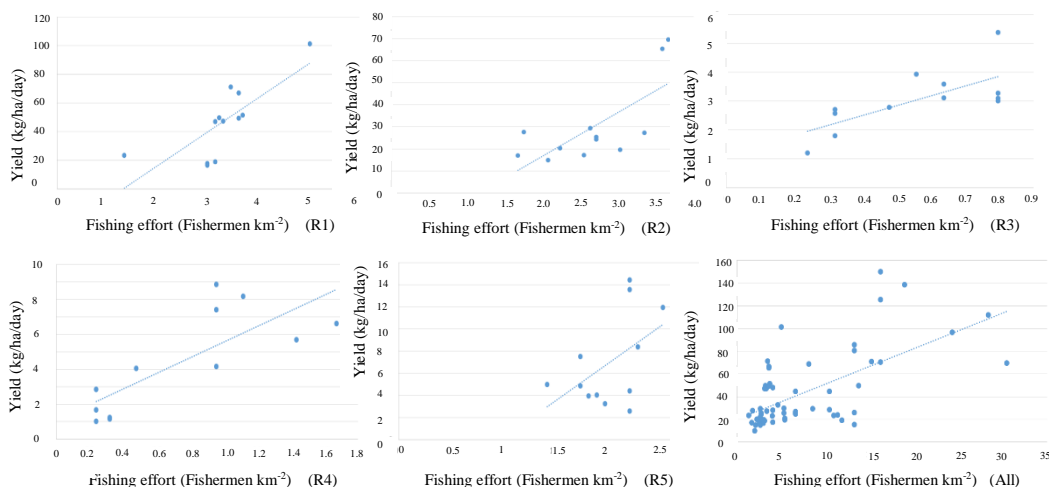 Yield (kg/ha/day)
120
100
80
60
40
20
0
0 1 2 3 4 5 6
Fishing effort (Fishermen km-2) (R1)
Yield (kg/ha/day)
80
70
60
50
40
30
20
10
0
0.5 1.0 1.5 2.0 2.5 3.0 3.5 4.0
Fishing effort (Fishermen km-2) (R2)
Yield (kg/ha/day)
6
5
4
3
2
1
0
0 0.1 0.2 0.3 0.4 0.5 0.6 0.7 0.8 0.9
Fishing effort (Fishermen km-2) (R3)
Yield (kg/ha/day)
10
8
6
4
2
0
0.0 0.2 0.4 0.6 0.8 1.0 1.2 1.4 1.6 1.8
Fishing effort (Fishermen km-2) (R4)
Yield (kg/ha/day)
16
14
12
10
8
6
4
2
0
0 0.5 1 1.5 2 2.5
Fishing effort (Fishermen km-2) (R5)
Yield (kg/ha/day)
160
140
120
100
80
60
40
20
0
0 5 10 15 20 25 30 35
Fishing effort (Fishermen km-2) (All)